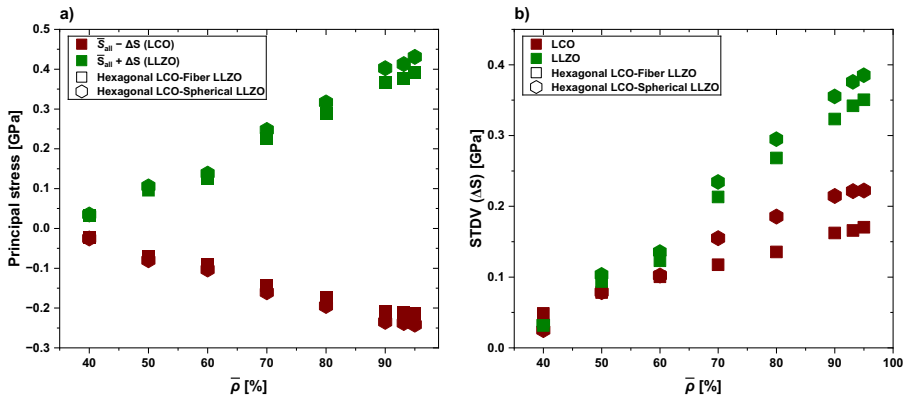 a)
S̅all − ΔS (LCO)
S̅all + ΔS (LLZO)
Hexagonal LCO-Fiber LLZO
Hexagonal LCO-Spherical LLZO
Principal stress [GPa]
0.5
0.4
0.3
0.2
0.1
0.0
−0.1
−0.2
−0.3
40 50 60 70 80 90
ρ̅ [%]
b)
LCO
LLZO
Hexagonal LCO-Fiber LLZO
Hexagonal LCO-Spherical LLZO
STDV (ΔS) [GPa]
0.4
0.3
0.2
0.1
0.0
40 50 60 70 80 90 100
ρ̅ [%]